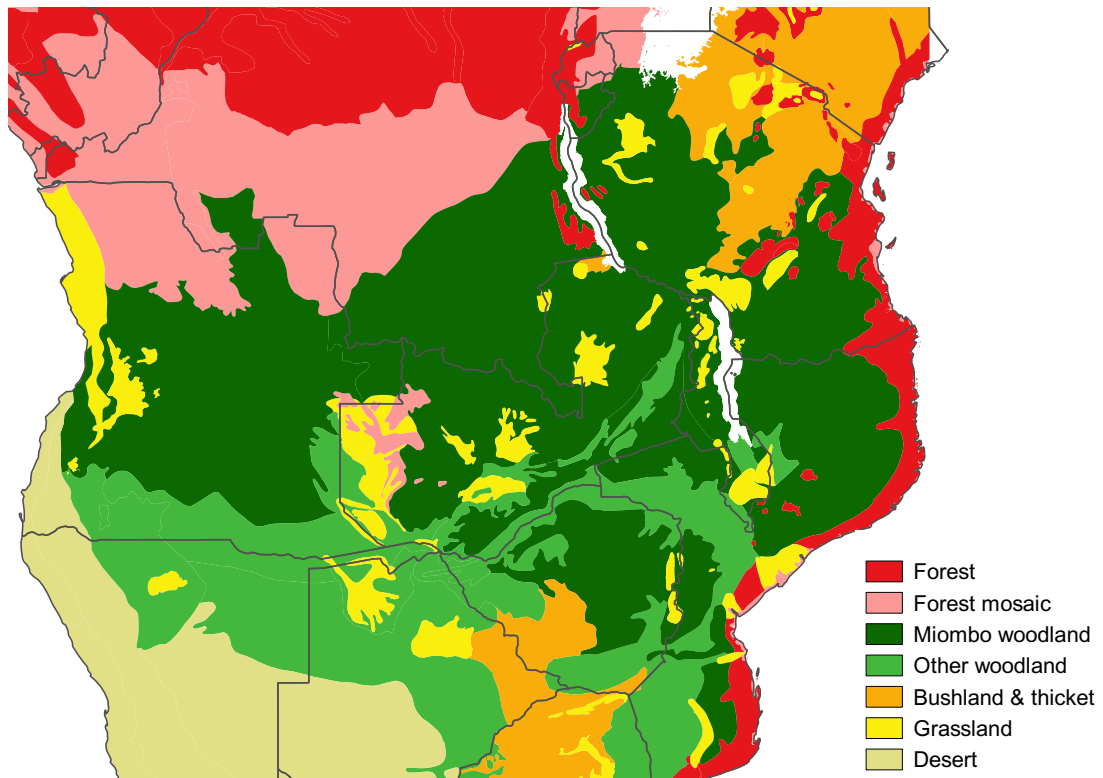 Forest
Forest mosaic
Miombo woodland
Other woodland
Bushland & thicket
Grassland
Desert